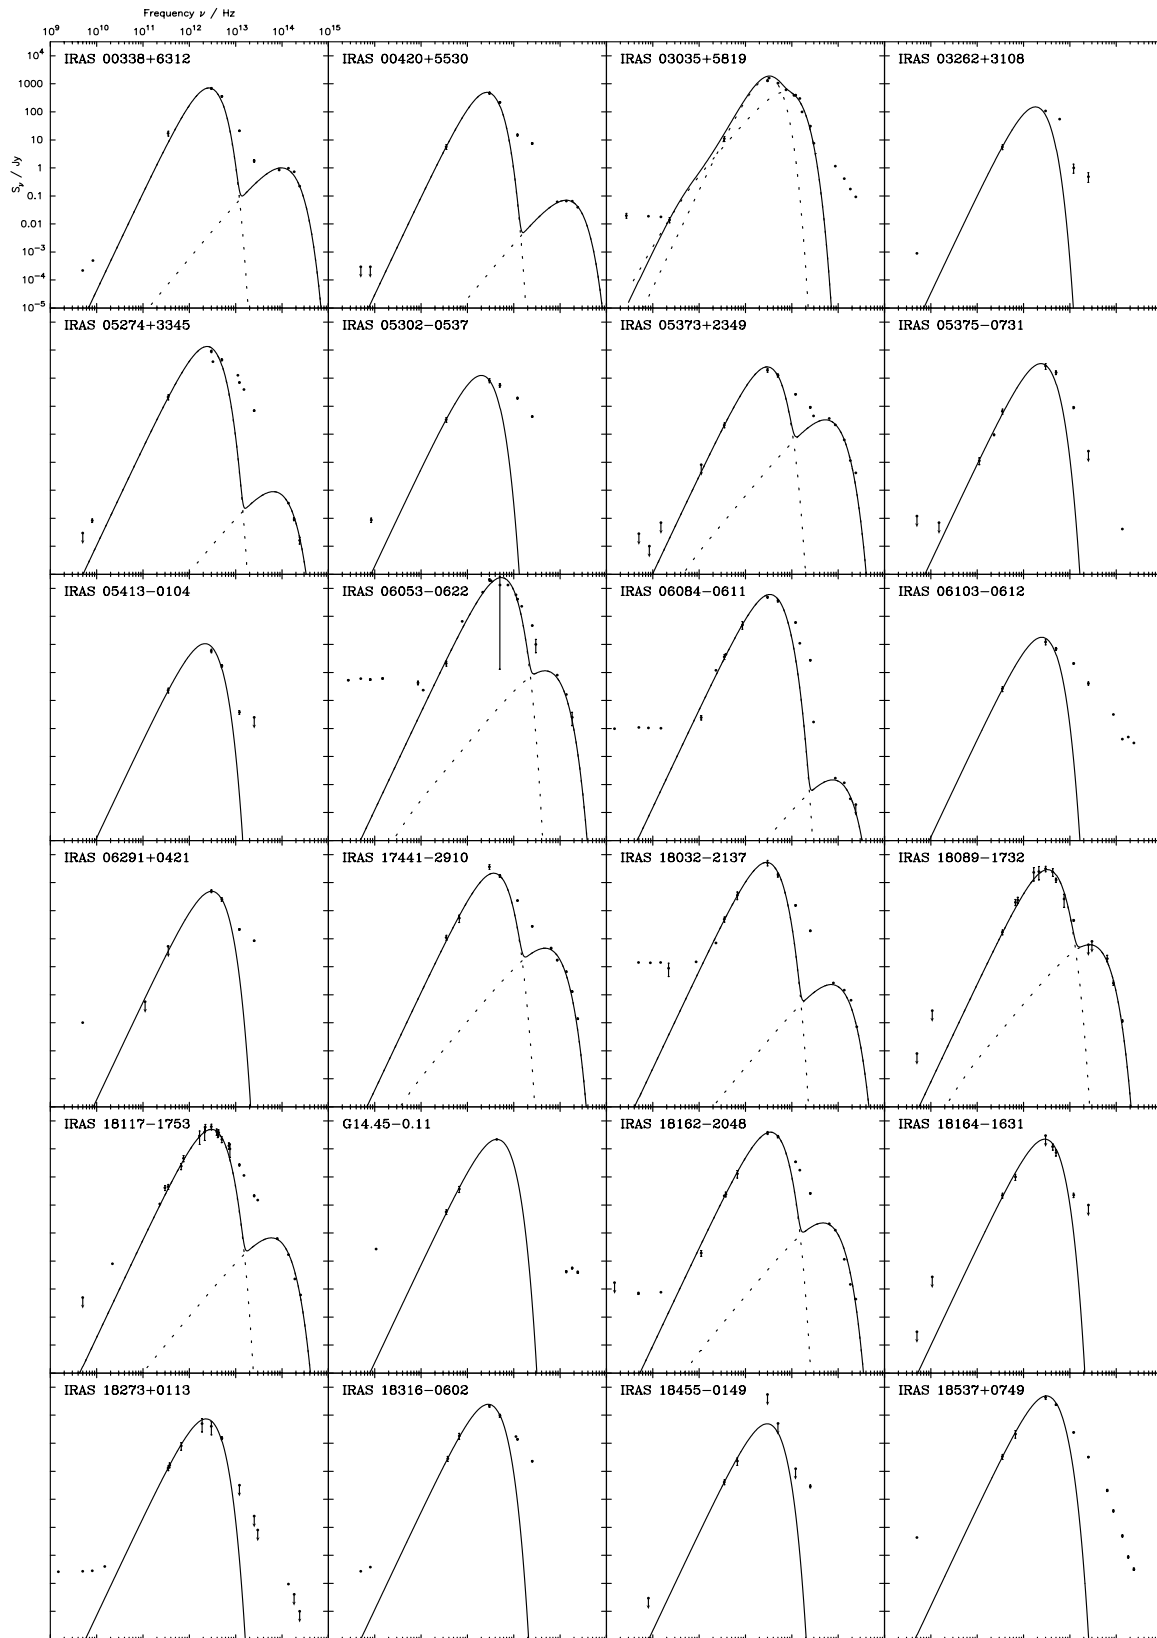 Frequency ν / Hz
10⁹ 10¹⁰ 10¹¹ 10¹² 10¹³ 10¹⁴ 10¹⁵
S_ν / Jy
10⁴
1000
100
10
1
0.1
0.01
10⁻³
10⁻⁴
10⁻⁵
IRAS 00338+6312
IRAS 00420+5530
IRAS 03035+5819
IRAS 03262+3108
IRAS 05274+3345
IRAS 05302−0537
IRAS 05373+2349
IRAS 05375−0731
IRAS 05413−0104
IRAS 06053−0622
IRAS 06084−0611
IRAS 06103−0612
IRAS 06291+0421
IRAS 17441−2910
IRAS 18032−2137
IRAS 18089−1732
IRAS 18117−1753
G14.45−0.11
IRAS 18162−2048
IRAS 18164−1631
IRAS 18273+0113
IRAS 18316−0602
IRAS 18455−0149
IRAS 18537+0749